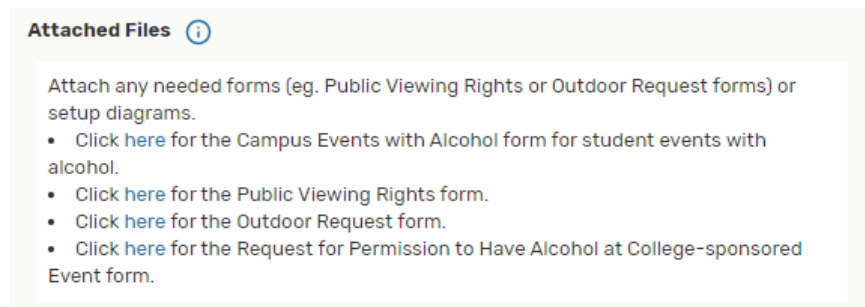 Attached Files
Attach any needed forms (eg. Public Viewing Rights or Outdoor Request forms) or
setup diagrams.
• Click here for the Campus Events with Alcohol form for student events with
alcohol.
• Click here for the Public Viewing Rights form.
• Click here for the Outdoor Request form.
• Click here for the Request for Permission to Have Alcohol at College-sponsored
Event form.